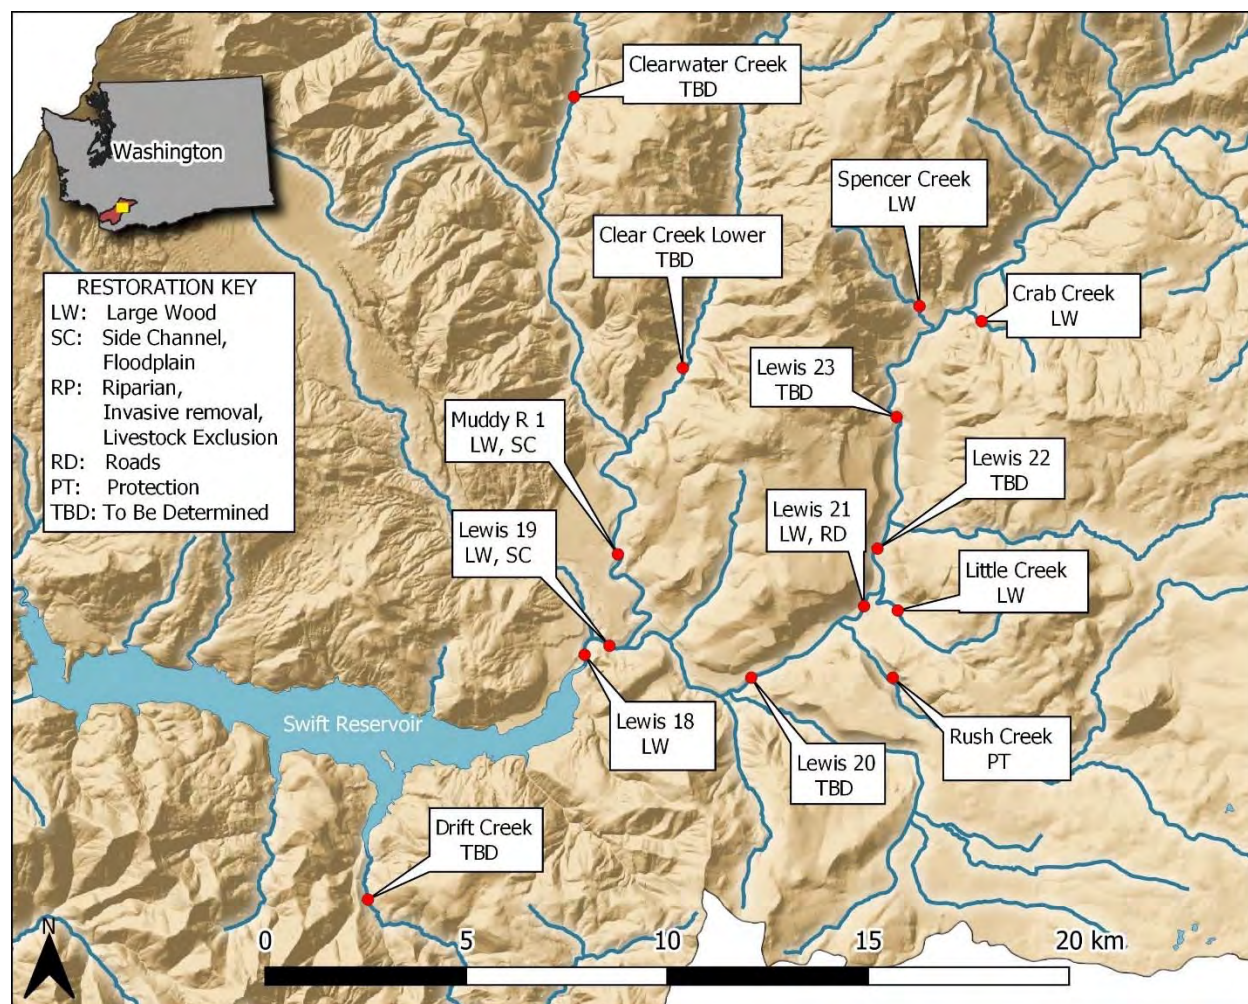 Clearwater Creek
TBD
Washington
Spencer Creek
LW
Clear Creek Lower
TBD
RESTORATION KEY
LW: Large Wood
SC: Side Channel,
Floodplain
RP: Riparian,
Invasive removal,
Livestock Exclusion
RD: Roads
PT: Protection
TBD: To Be Determined
Crab Creek
LW
Lewis 23
TBD
Muddy R 1
LW, SC
Lewis 22
TBD
Lewis 21
LW, RD
Lewis 19
LW, SC
Little Creek
LW
Swift Reservoir
Lewis 18
LW
Rush Creek
PT
Lewis 20
TBD
Drift Creek
TBD
N
0 5 10 15 20 km